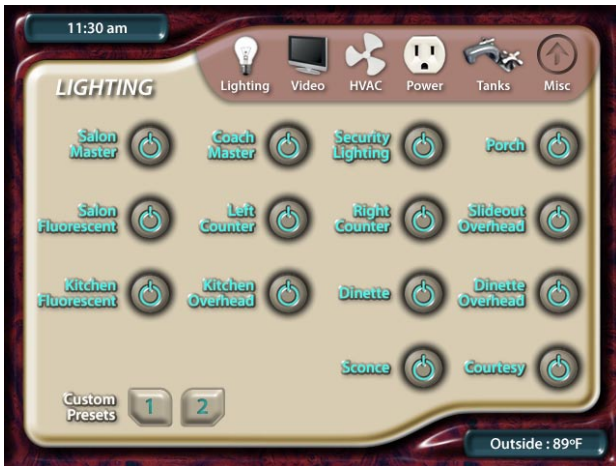 11:30 am
Lighting Video HVAC Power Tanks Misc
LIGHTING
Salon Master
Coach Master
Security Lighting
Porch
Salon Fluorescent
Left Counter
Right Counter
Slideout Overhead
Kitchen Fluorescent
Kitchen Overhead
Dinette
Dinette Overhead
Sconce
Courtesy
Custom Presets
1 2
Outside : 89ºF